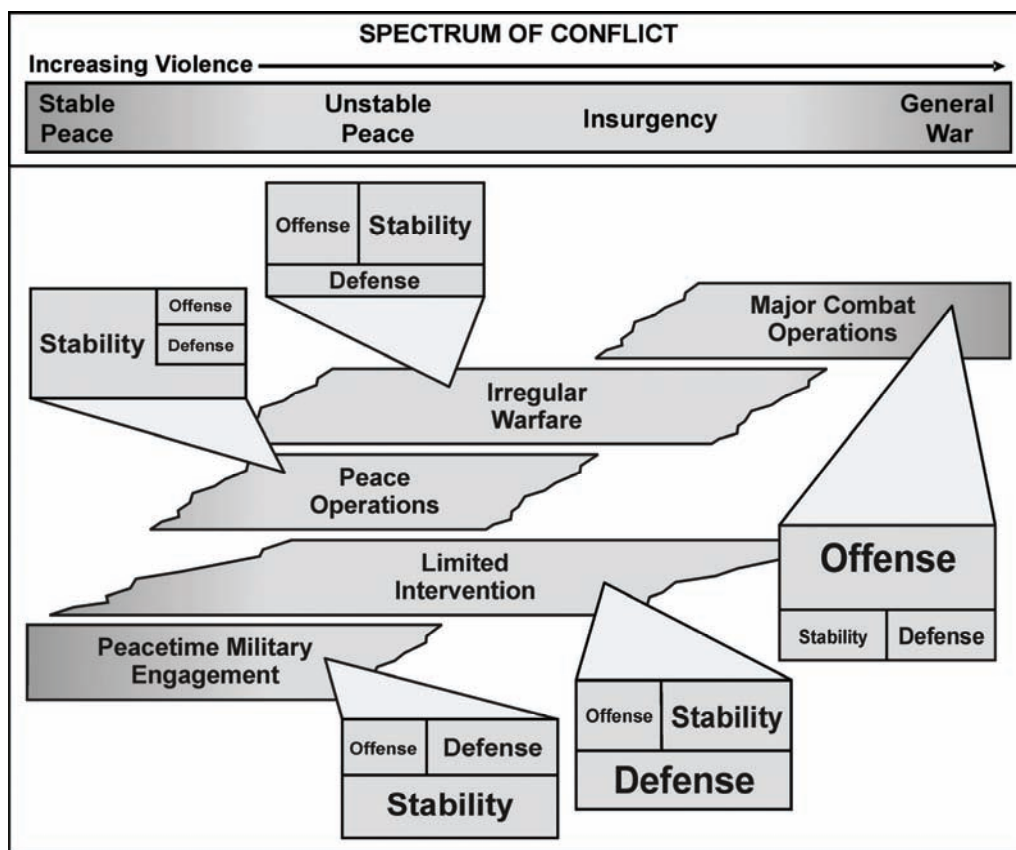 SPECTRUM OF CONFLICT
Increasing Violence
Stable
Peace
Unstable
Peace
Insurgency
General
War
Offense
Stability
Defense
Stability
Offense
Defense
Major Combat
Operations
Irregular
Warfare
Peace
Operations
Limited
Intervention
Offense
Stability
Defense
Peacetime Military
Engagement
Offense
Stability
Defense
Offense
Defense
Stability